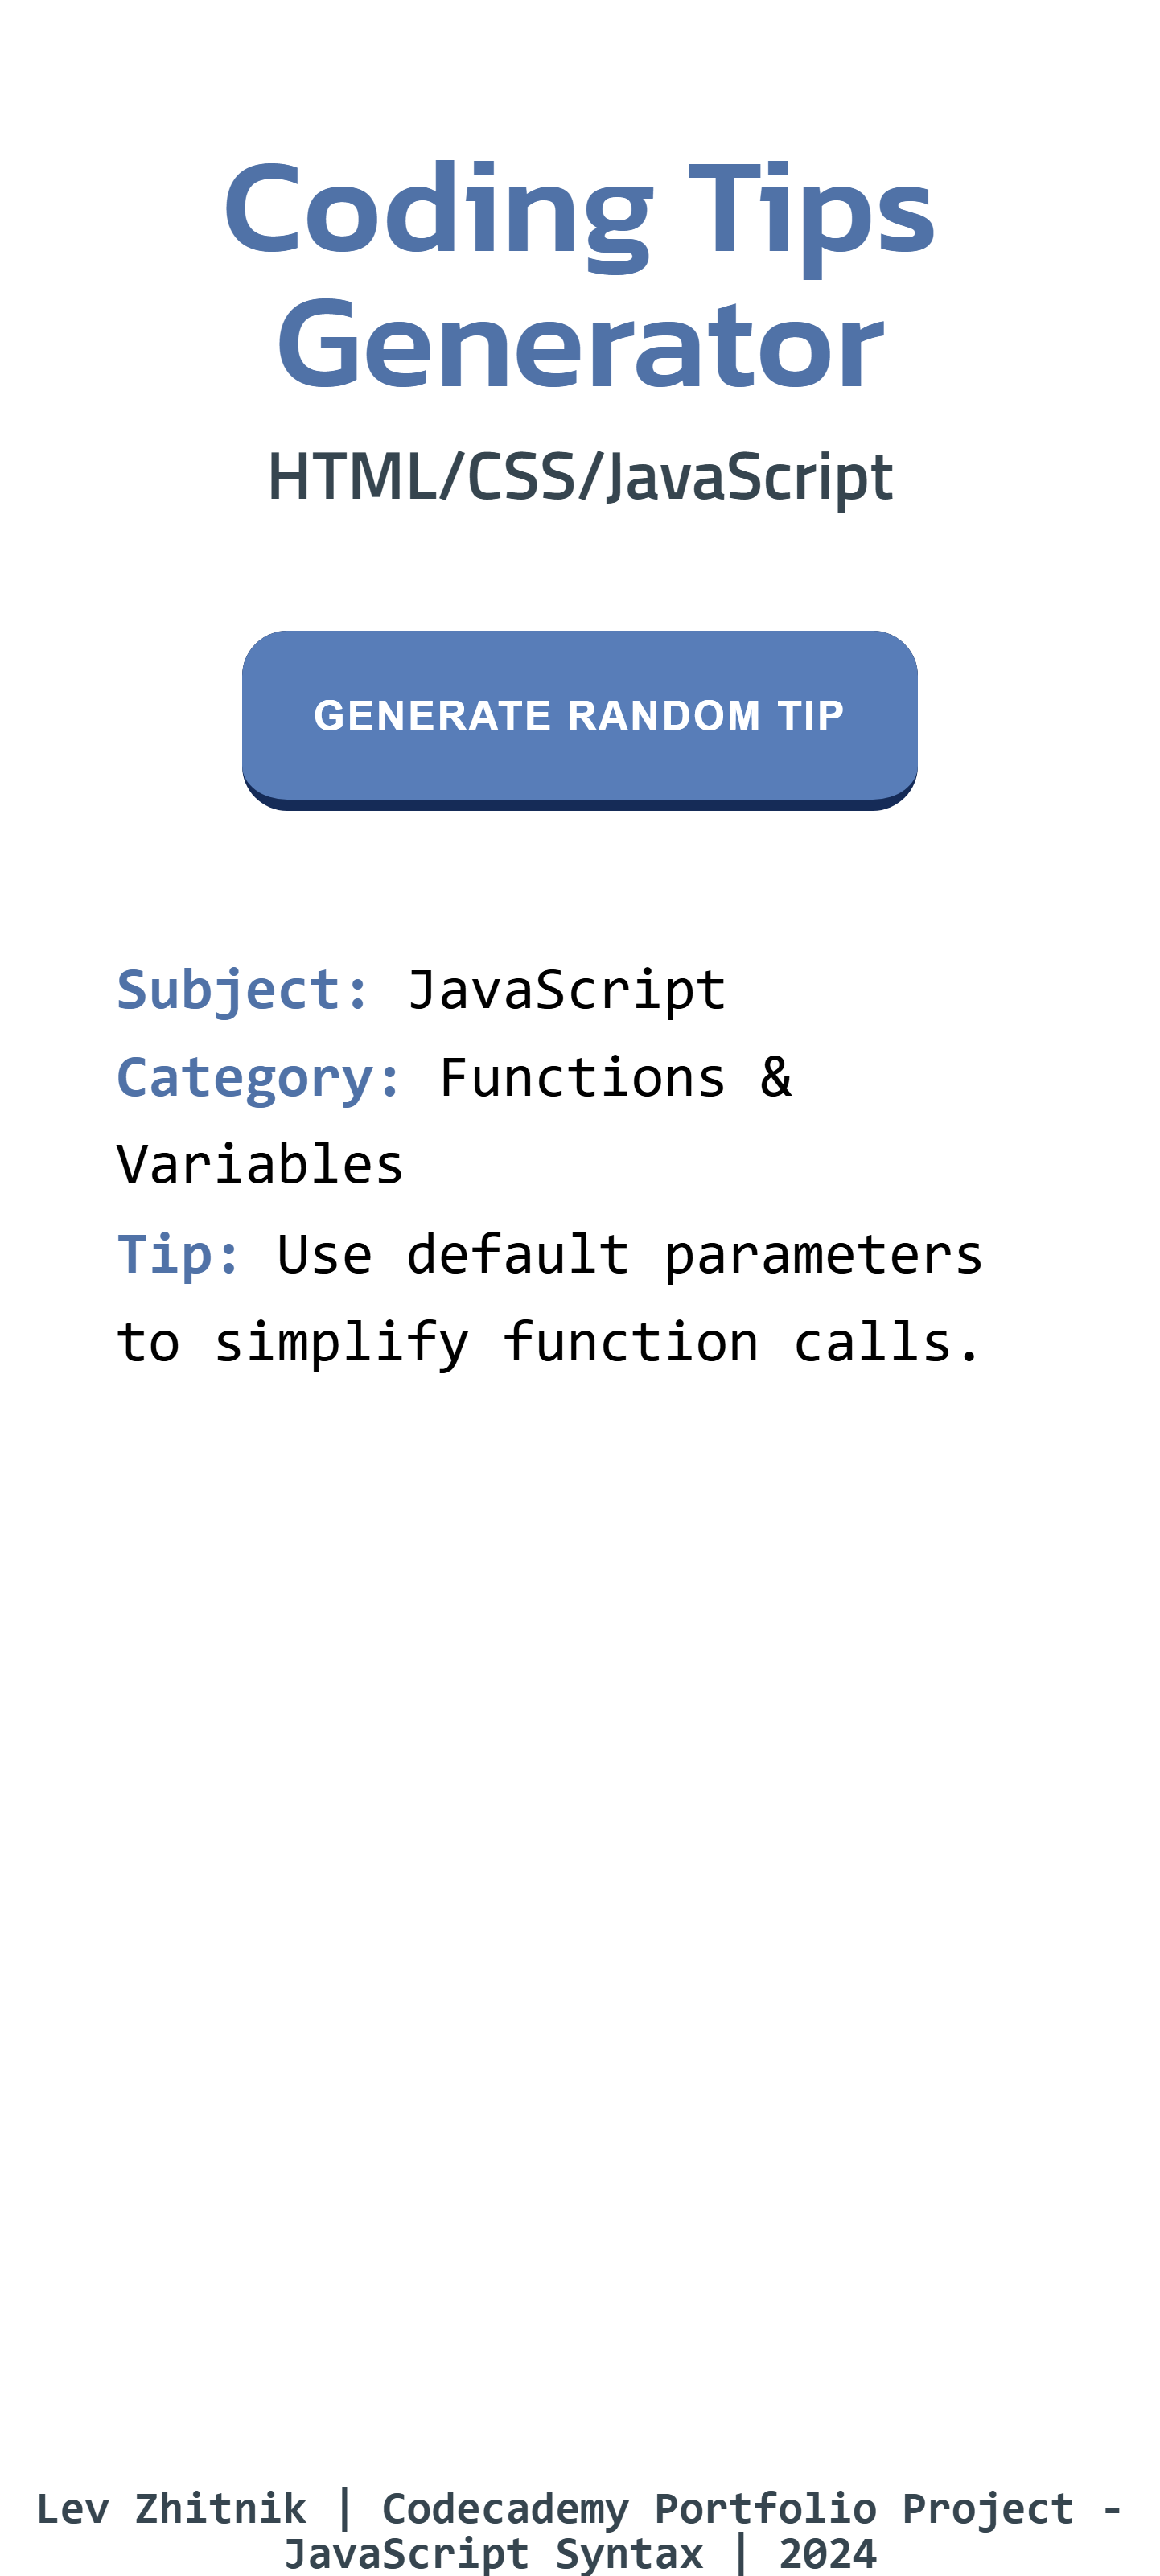 Coding Tips
Generator
HTML/CSS/JavaScript
GENERATE RANDOM TIP
Subject: JavaScript
Category: Functions &
Variables
Tip: Use default parameters
to simplify function calls.
Lev Zhitnik | Codecademy Portfolio Project -
JavaScript Syntax | 2024